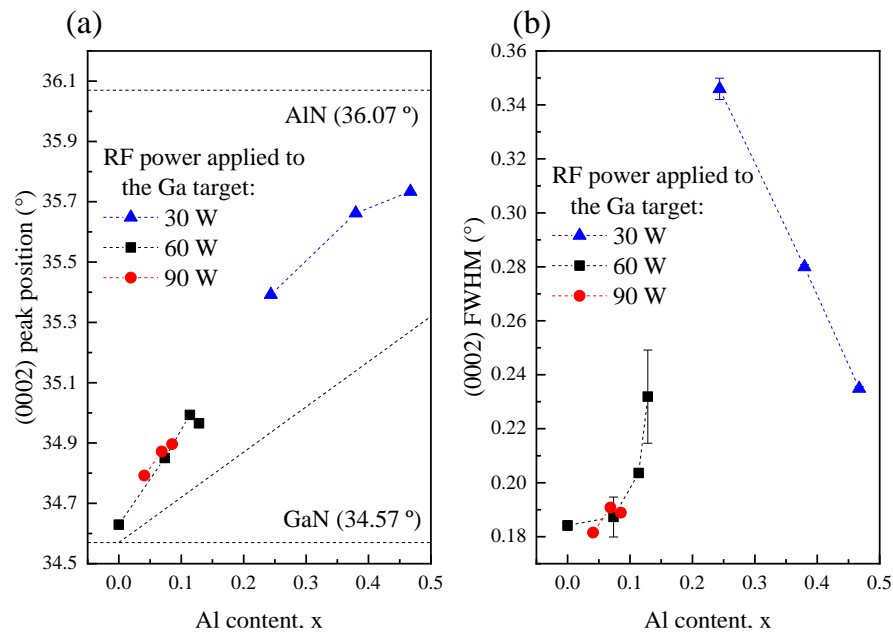 (a)
(0002) peak position (°)
36.1
35.9
35.7
35.5
35.3
35.1
34.9
34.7
34.5
AlN (36.07 º)
RF power applied to
the Ga target:
30 W
60 W
90 W
GaN (34.57 º)
0.0 0.1 0.2 0.3 0.4 0.5
Al content, x
(b)
(0002) FWHM (°)
0.36
0.34
0.32
0.30
0.28
0.26
0.24
0.22
0.20
0.18
RF power applied to
the Ga target:
30 W
60 W
90 W
0.0 0.1 0.2 0.3 0.4 0.5
Al content, x